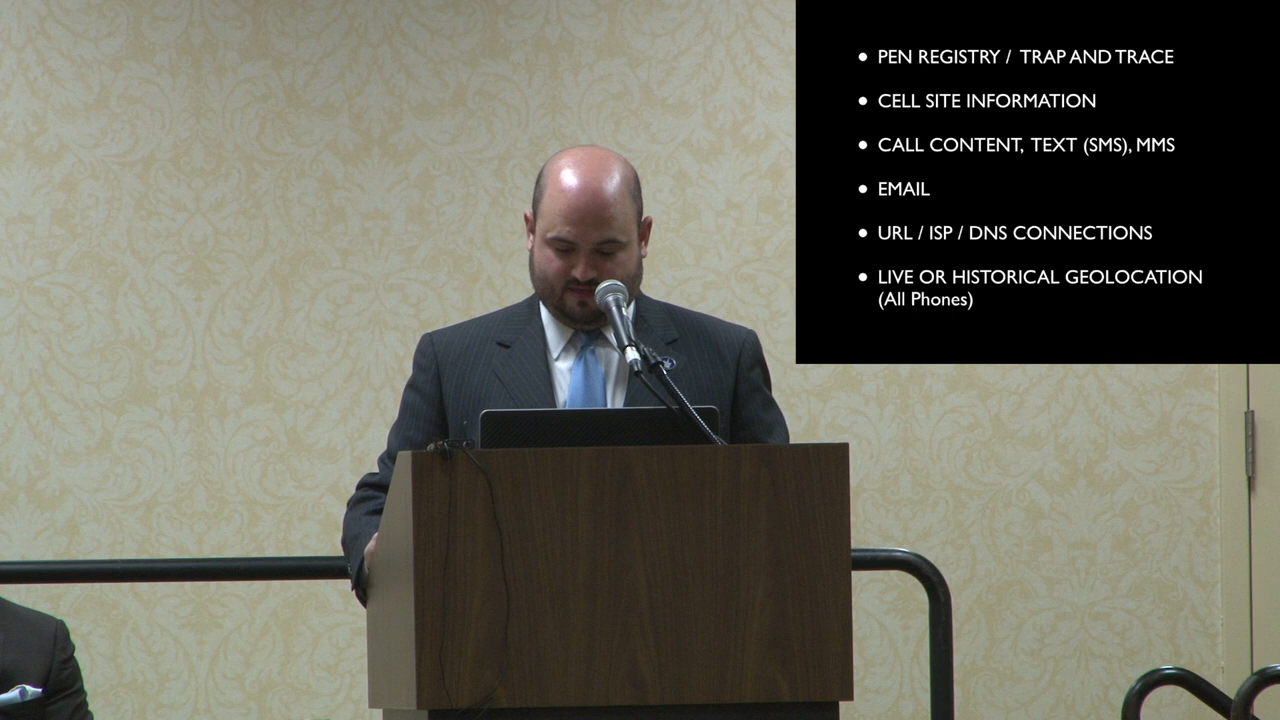 • PEN REGISTRY / TRAP AND TRACE
• CELL SITE INFORMATION
• CALL CONTENT, TEXT (SMS), MMS
• EMAIL
• URL / ISP / DNS CONNECTIONS
• LIVE OR HISTORICAL GEOLOCATION
(All Phones)